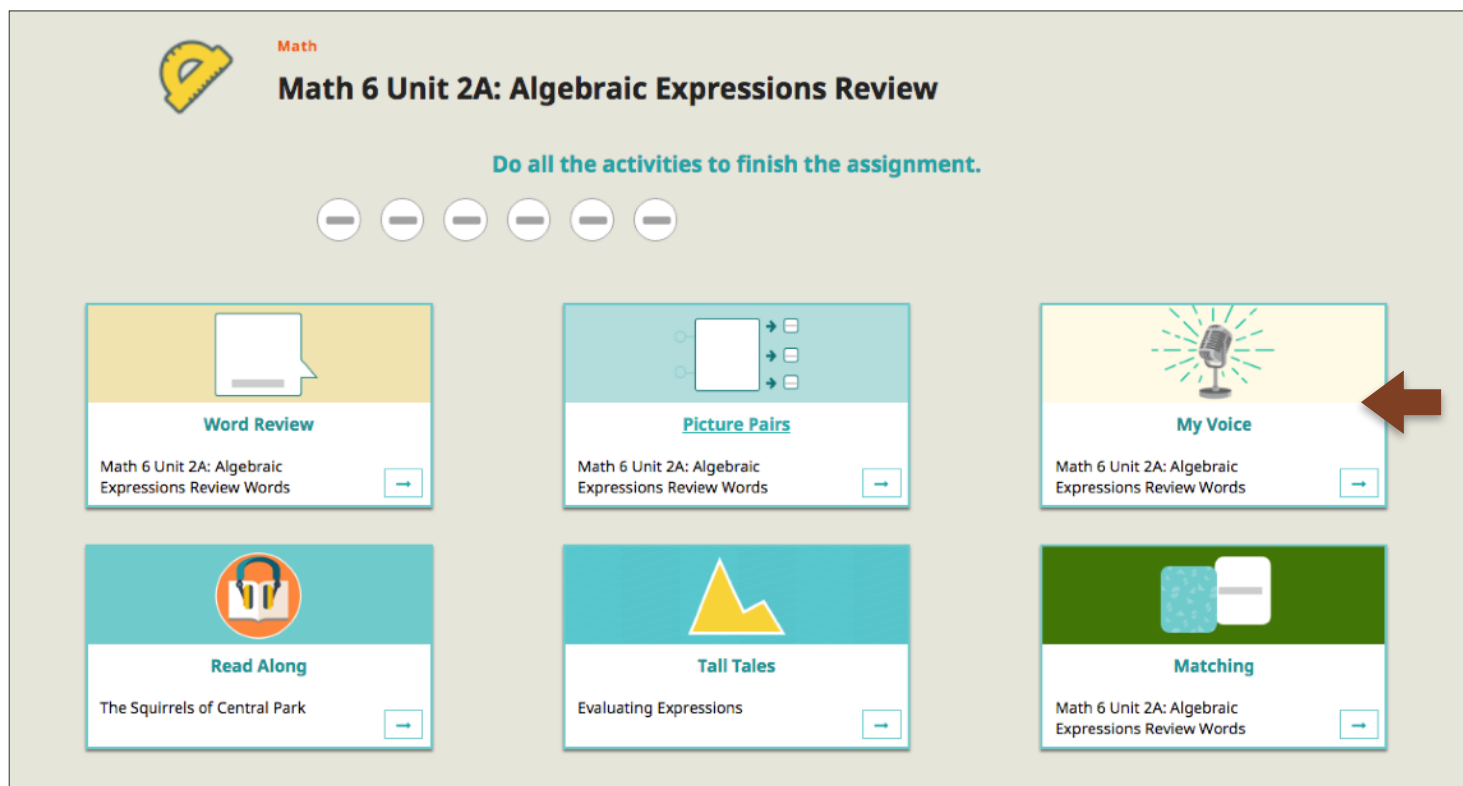 Math
Math 6 Unit 2A: Algebraic Expressions Review
Do all the activities to finish the assignment.
Word Review
Math 6 Unit 2A: Algebraic
Expressions Review Words
Picture Pairs
Math 6 Unit 2A: Algebraic
Expressions Review Words
My Voice
Math 6 Unit 2A: Algebraic
Expressions Review Words
Read Along
The Squirrels of Central Park
Tall Tales
Evaluating Expressions
Matching
Math 6 Unit 2A: Algebraic
Expressions Review Words